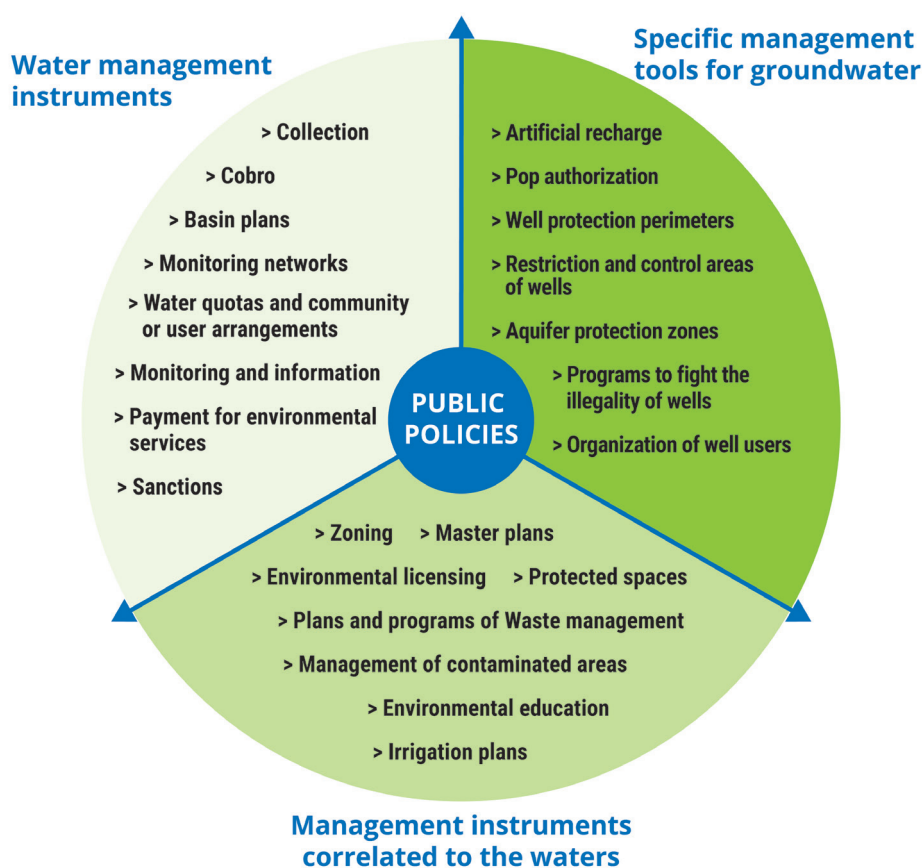 Water management
instruments
> Collection
> Cobro
> Basin plans
> Monitoring networks
> Water quotas and community
or user arrangements
> Monitoring and information
> Payment for environmental
services
> Sanctions
Specific management
tools for groundwater
> Artificial recharge
> Pop authorization
> Well protection perimeters
> Restriction and control areas
of wells
> Aquifer protection zones
> Programs to fight the
illegality of wells
> Organization of well users
PUBLIC
POLICIES
> Zoning > Master plans
> Environmental licensing > Protected spaces
> Plans and programs of Waste management
> Management of contaminated areas
> Environmental education
> Irrigation plans
Management instruments
correlated to the waters